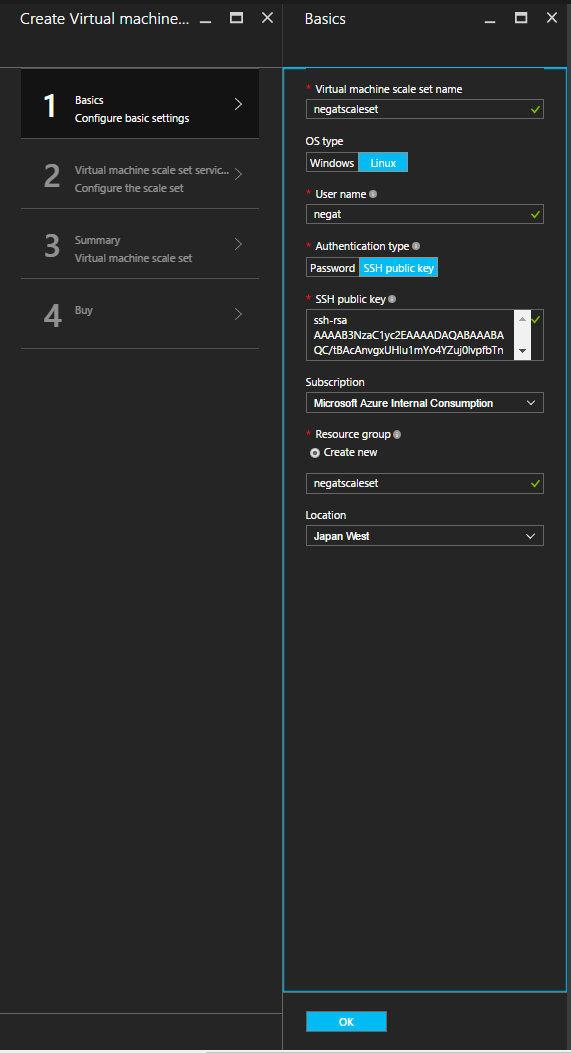 Create Virtual machine...
1
Basics
Configure basic settings
2
Virtual machine scale set servic...
Configure the scale set
3
Summary
Virtual machine scale set
4
Buy
Basics
* Virtual machine scale set name
negatscaleset
OS type
Windows Linux
* User name
negat
* Authentication type
Password SSH public key
* SSH public key
ssh-rsa
AAAAB3NzaC1yc2EAAAADAQABAAABA
QC/tBAcAnvgxUHlu1mYo4YZuj0lvpfbTn
Subscription
Microsoft Azure Internal Consumption
* Resource group
Create new
negatscaleset
Location
Japan West
OK